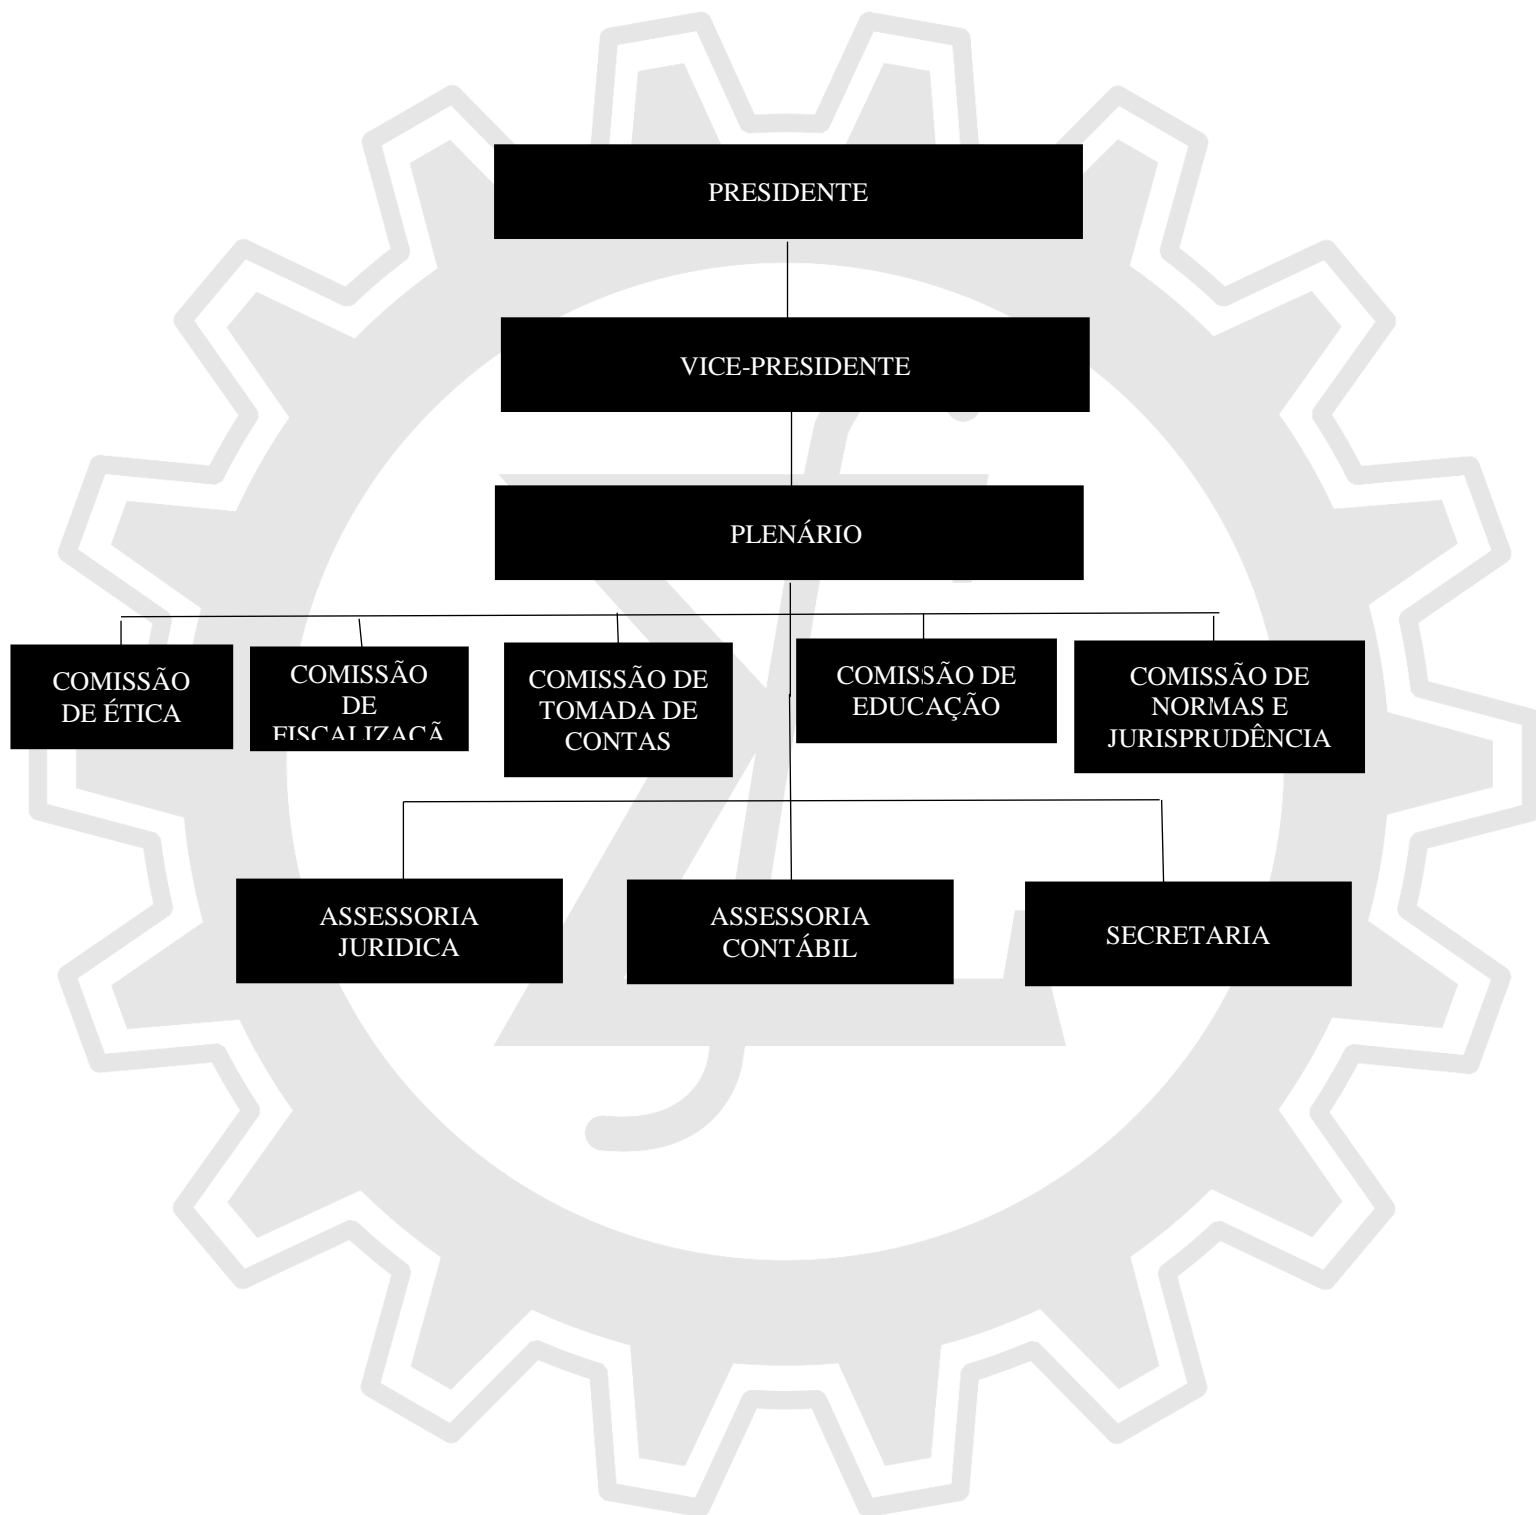 PRESIDENTE
VICE-PRESIDENTE
PLENÁRIO
COMISSÃO
DE ÉTICA
COMISSÃO
DE
FISCALIZAÇÃ
COMISSÃO DE
TOMADA DE
CONTAS
COMISSÃO DE
EDUCAÇÃO
COMISSÃO DE
NORMAS E
JURISPRUDÊNCIA
ASSESSORIA
JURIDICA
ASSESSORIA
CONTÁBIL
SECRETARIA